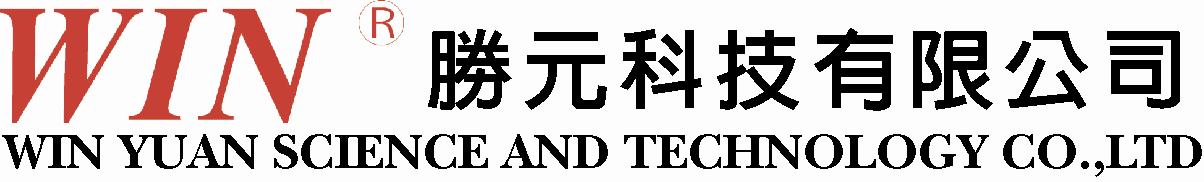 WIN ® 勝元科技有限公司
WIN YUAN SCIENCE AND TECHNOLOGY CO.,LTD